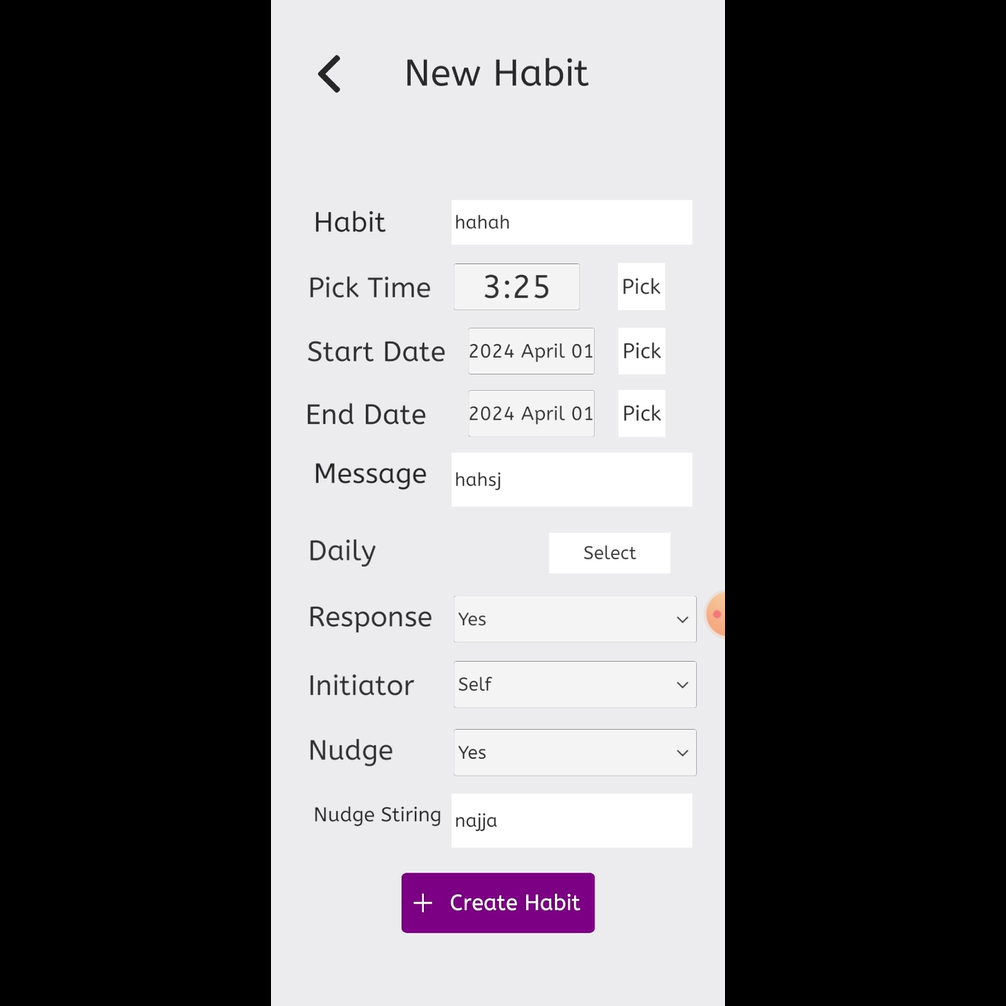 New Habit
Habit hahah
Pick Time 3:25 Pick
Start Date 2024 April 01 Pick
End Date 2024 April 01 Pick
Message hahsj
Daily Select
Response Yes
Initiator Self
Nudge Yes
Nudge Stiring najja
+ Create Habit